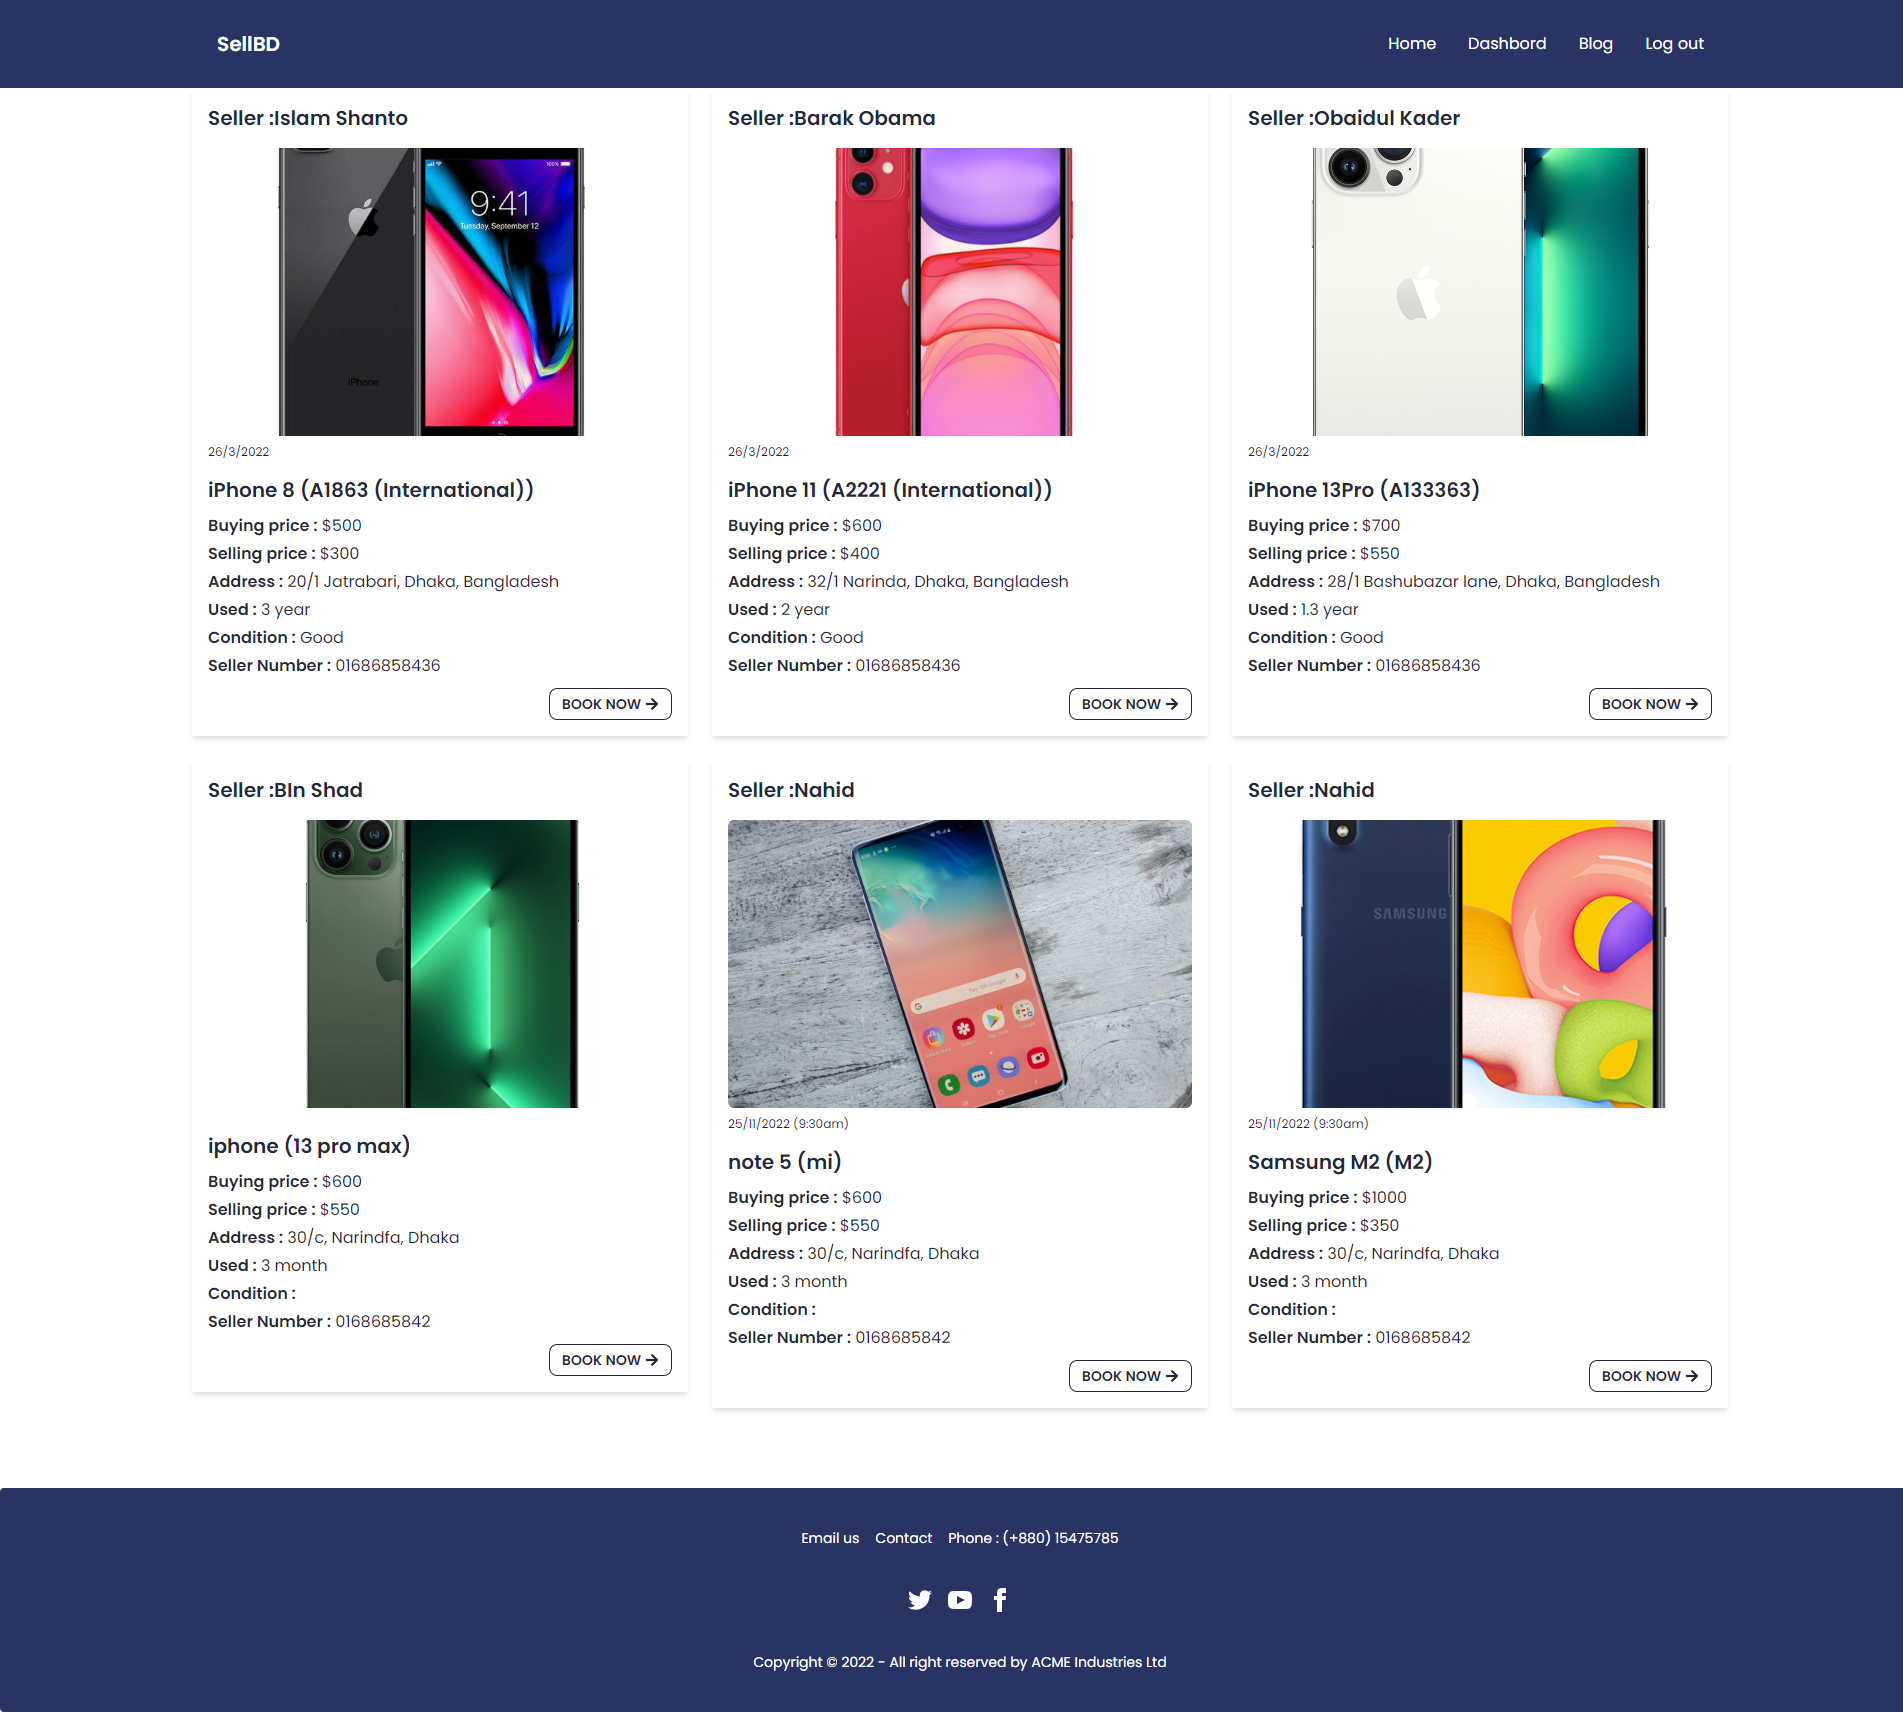 SellBD
Home Dashbord Blog Log out
Seller :Islam Shanto
9:41
Tuesday, September 12
100%
iPhone
26/3/2022
iPhone 8 (A1863 (International))
Buying price : $500
Selling price : $300
Address : 20/1 Jatrabari, Dhaka, Bangladesh
Used : 3 year
Condition : Good
Seller Number : 01686858436
BOOK NOW
Seller :Barak Obama
26/3/2022
iPhone 11 (A2221 (International))
Buying price : $600
Selling price : $400
Address : 32/1 Narinda, Dhaka, Bangladesh
Used : 2 year
Condition : Good
Seller Number : 01686858436
BOOK NOW
Seller :Obaidul Kader
26/3/2022
iPhone 13Pro (A133363)
Buying price : $700
Selling price : $550
Address : 28/1 Bashubazar lane, Dhaka, Bangladesh
Used : 1.3 year
Condition : Good
Seller Number : 01686858436
BOOK NOW
Seller :BIn Shad
iphone (13 pro max)
Buying price : $600
Selling price : $550
Address : 30/c, Narindfa, Dhaka
Used : 3 month
Condition :
Seller Number : 0168685842
BOOK NOW
Seller :Nahid
25/11/2022 (9:30am)
note 5 (mi)
Buying price : $600
Selling price : $550
Address : 30/c, Narindfa, Dhaka
Used : 3 month
Condition :
Seller Number : 0168685842
BOOK NOW
Seller :Nahid
SAMSUNG
25/11/2022 (9:30am)
Samsung M2 (M2)
Buying price : $1000
Selling price : $350
Address : 30/c, Narindfa, Dhaka
Used : 3 month
Condition :
Seller Number : 0168685842
BOOK NOW
Email us Contact Phone : (+880) 15475785
Copyright © 2022 - All right reserved by ACME Industries Ltd